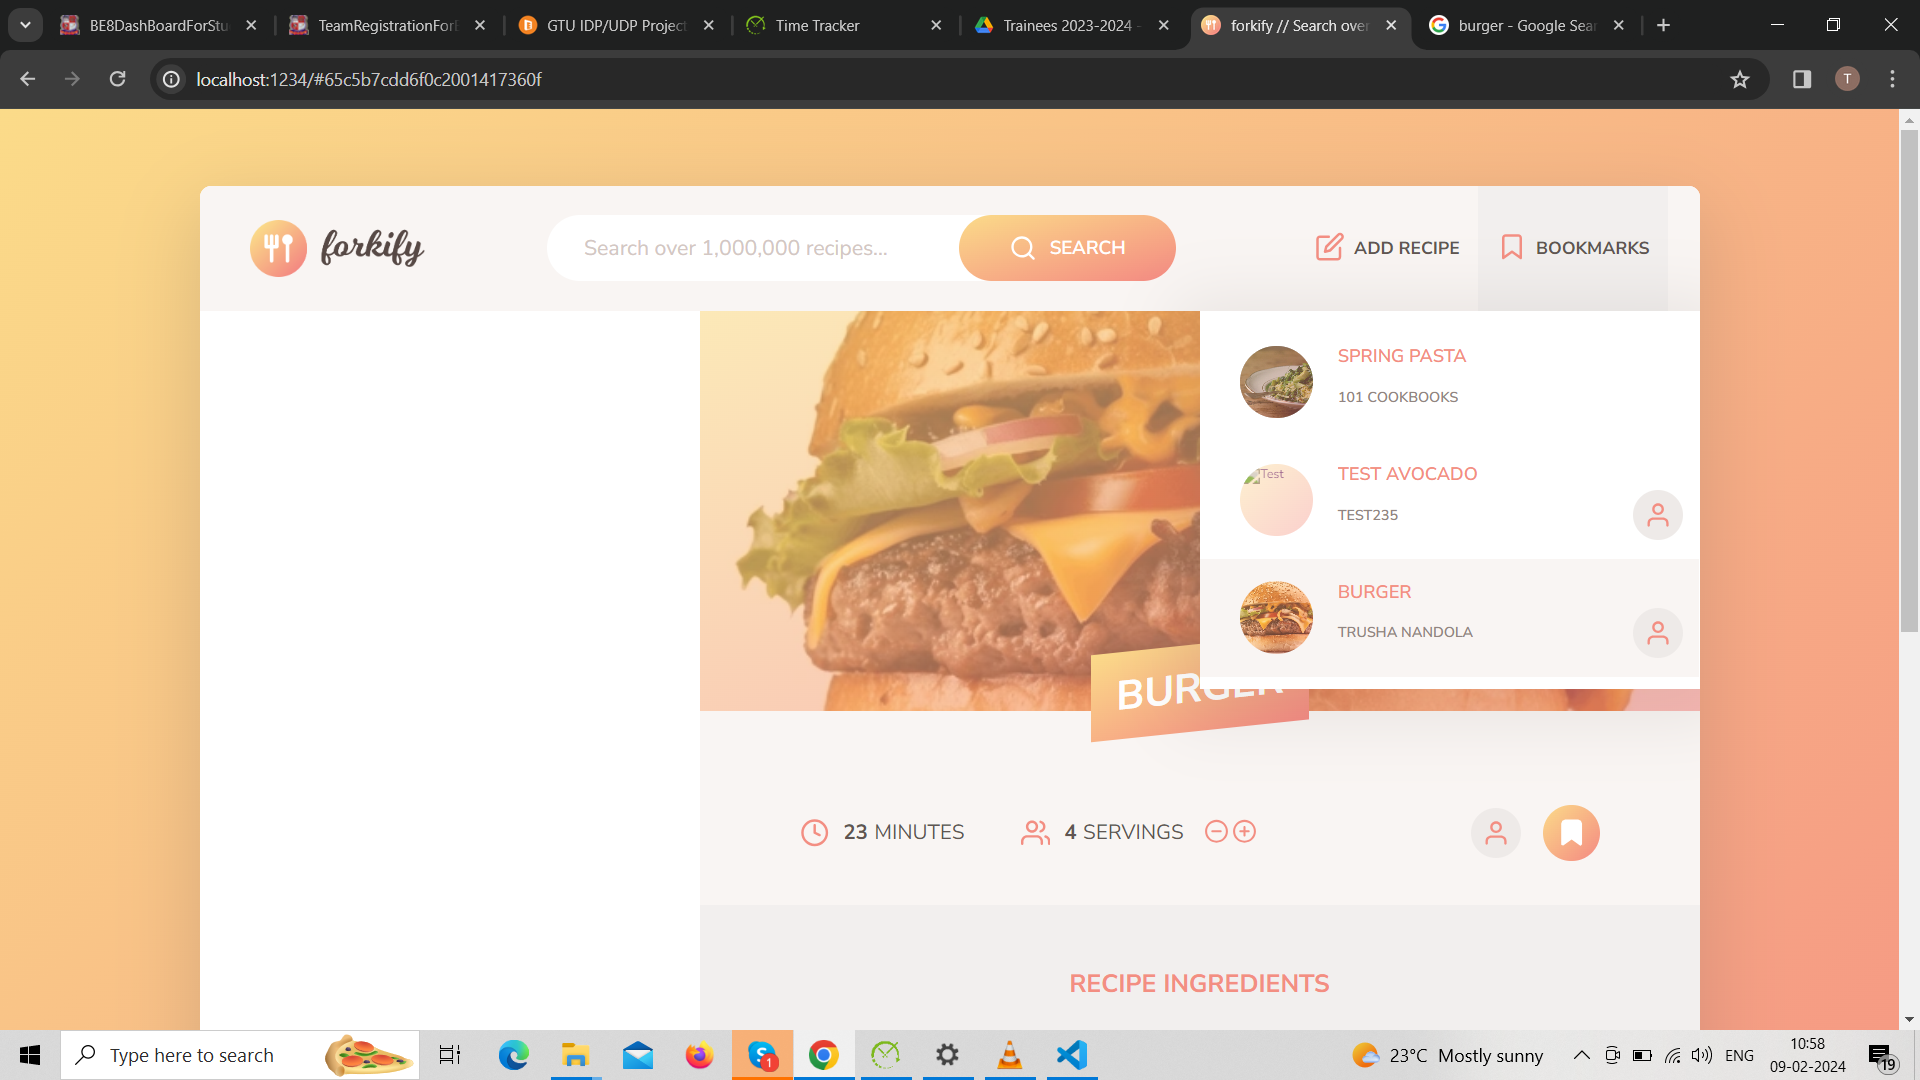 BE8DashBoardForStu
TeamRegistrationForB
GTU IDP/UDP Project
Time Tracker
Trainees 2023-2024 -
forkify // Search over
burger - Google Sear
localhost:1234/#65c5b7cdd6f0c2001417360f
T
forkify
Search over 1,000,000 recipes...
SEARCH
ADD RECIPE
BOOKMARKS
SPRING PASTA
101 COOKBOOKS
Test
TEST AVOCADO
TEST235
BURGER
TRUSHA NANDOLA
BURGER
23 MINUTES
4 SERVINGS
RECIPE INGREDIENTS
Type here to search
1
23°C Mostly sunny
ENG
10:58
09-02-2024
19